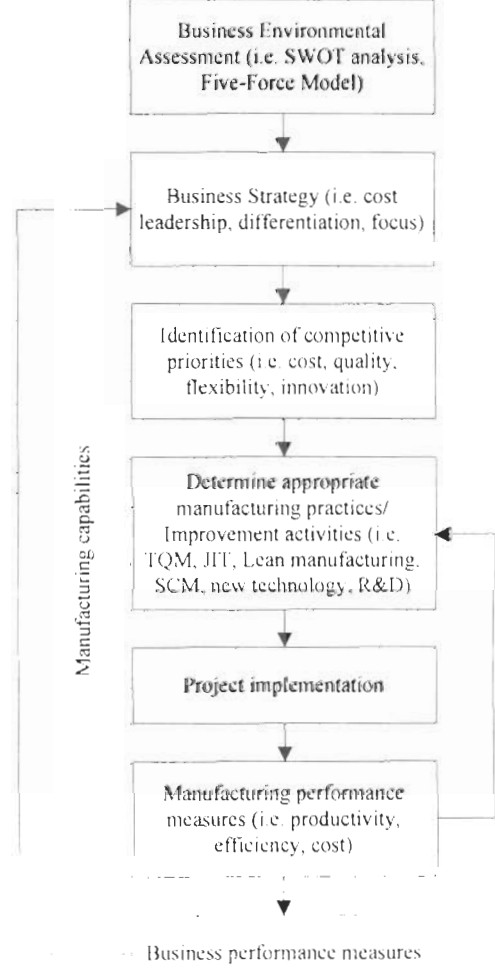 Business Environmental
Assessment (i.e. SWOT analysis,
Five-Force Model)
Business Strategy (i.e. cost
leadership, differentiation, focus)
Identification of competitive
priorities (i.e. cost, quality,
flexibility, innovation)
Manufacturing capabilities
Determine appropriate
manufacturing practices/
Improvement activities (i.e.
TQM, JIT, Lean manufacturing,
SCM, new technology, R&D)
Project implementation
Manufacturing performance
measures (i.e. productivity,
efficiency, cost)
Business performance measures